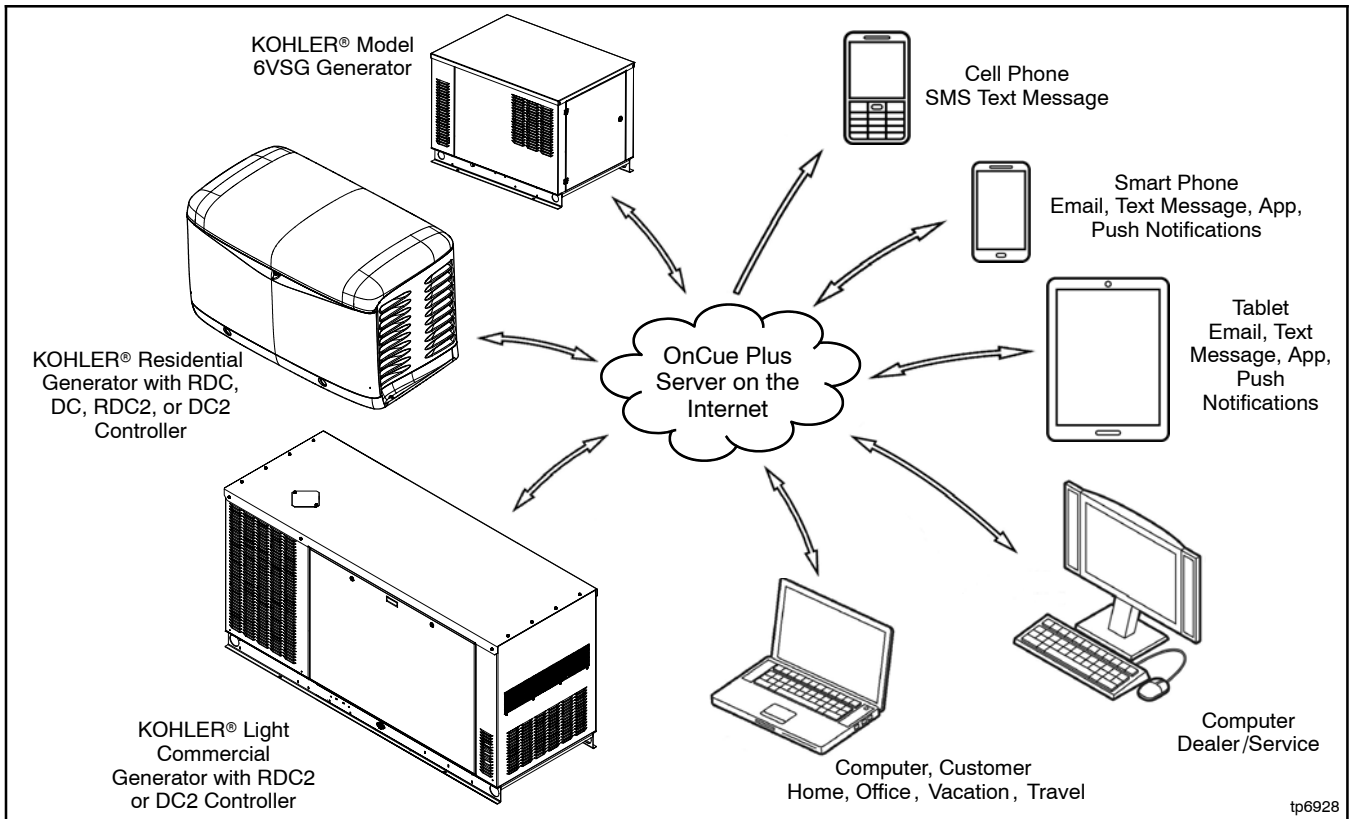 KOHLER® Model
6VSG Generator
Cell Phone
SMS Text Message
Smart Phone
Email, Text Message, App,
Push Notifications
Tablet
Email, Text
Message, App,
Push
Notifications
KOHLER® Residential
Generator with RDC,
DC, RDC2, or DC2
Controller
OnCue Plus
Server on the
Internet
KOHLER® Light
Commercial
Generator with RDC2
or DC2 Controller
Computer, Customer
Home, Office, Vacation, Travel
Computer
Dealer/Service
tp6928